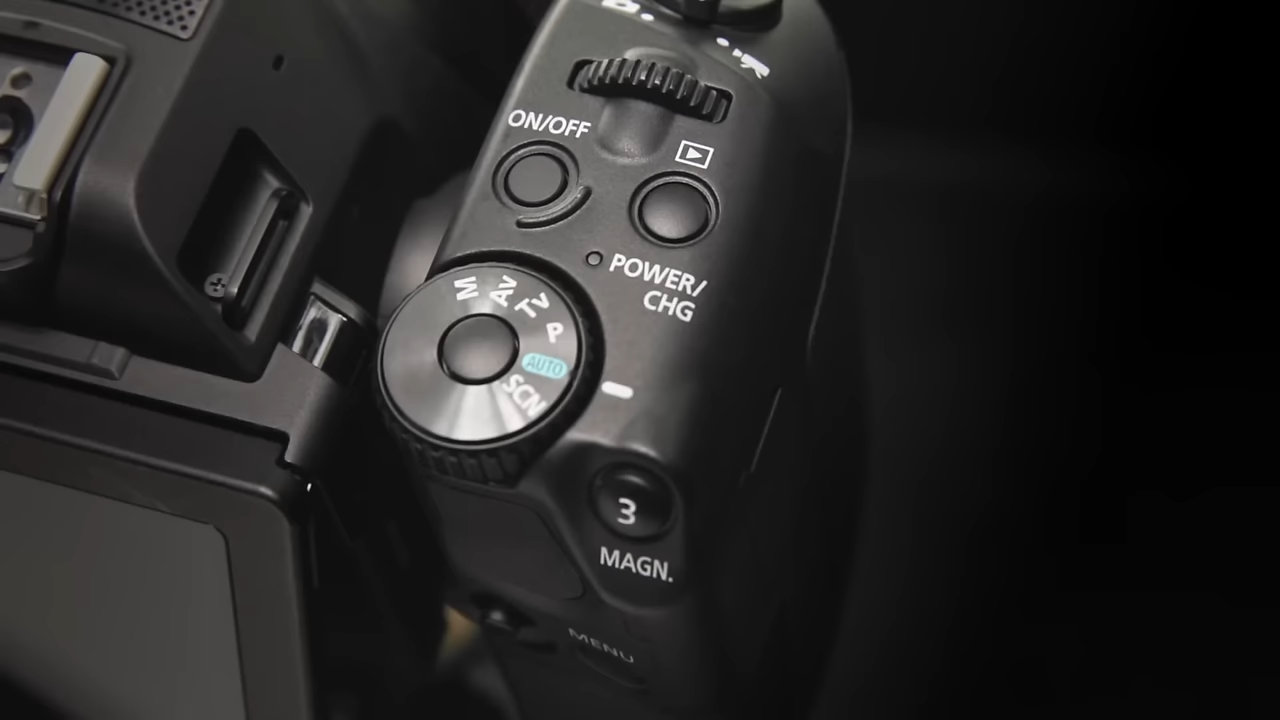 ON/OFF
POWER/
CHG
M
AV
TV
P
AUTO
SCN
3
MAGN.
MENU